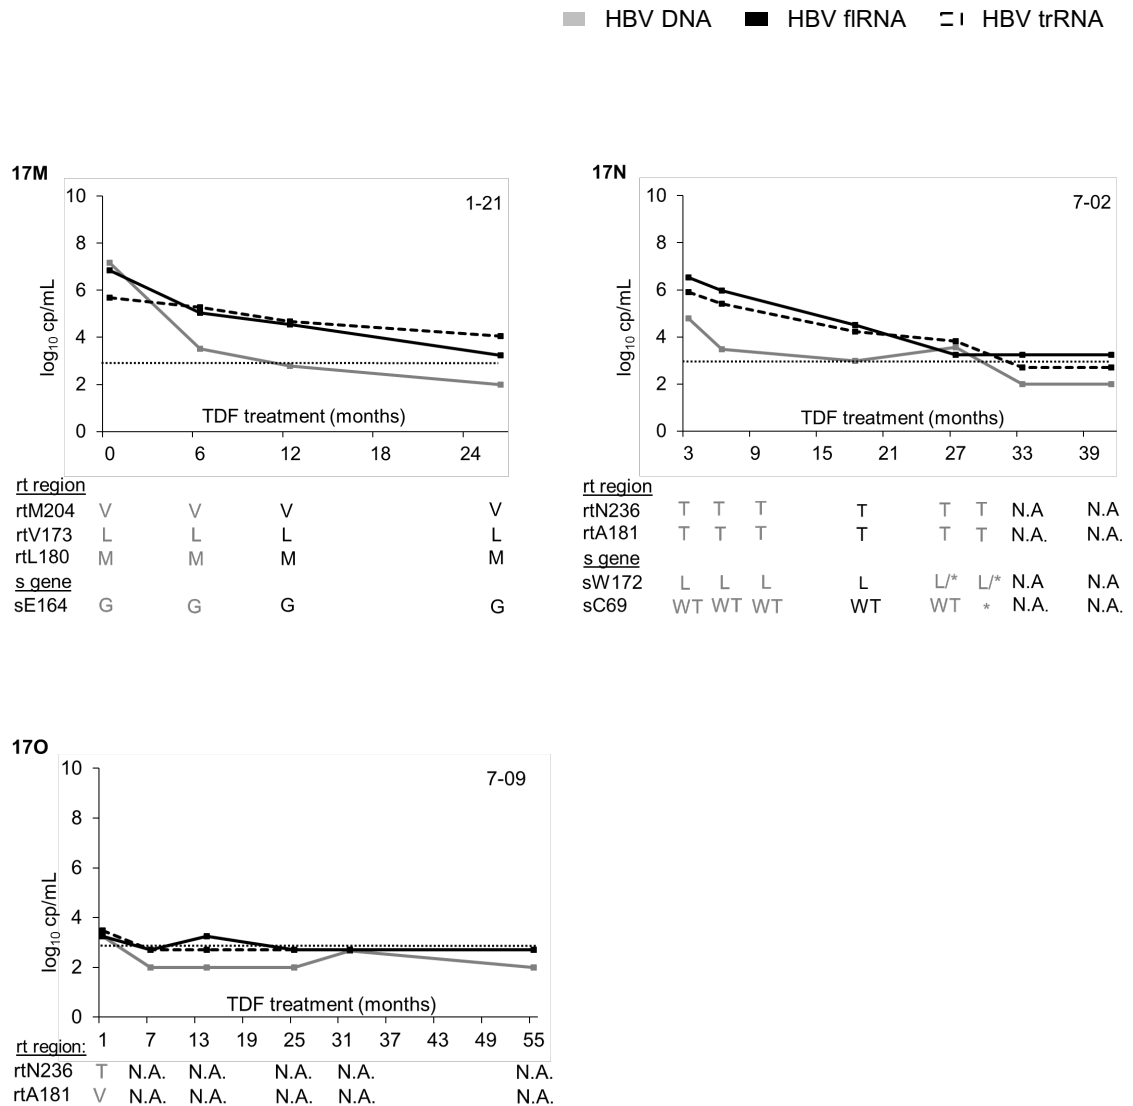 HBV DNA HBV flRNA HBV trRNA
17M
1-21
10
8
6
4
2
0
log10 cp/mL
TDF treatment (months)
0 6 12 18 24
rt region
rtM204 V V V V
rtV173 L L L L
rtL180 M M M M
s gene
sE164 G G G G
17N
7-02
10
8
6
4
2
0
log10 cp/mL
TDF treatment (months)
3 9 15 21 27 33 39
rt region
rtN236 T T T T T T N.A N.A
rtA181 T T T T T T N.A. N.A.
s gene
sW172 L L L L L/* L/* N.A N.A
sC69 WT WT WT WT WT * N.A. N.A.
17O
7-09
10
8
6
4
2
0
log10 cp/mL
TDF treatment (months)
1 7 13 19 25 31 37 43 49 55
rt region:
rtN236 T N.A. N.A. N.A. N.A. N.A.
rtA181 V N.A. N.A. N.A. N.A. N.A.